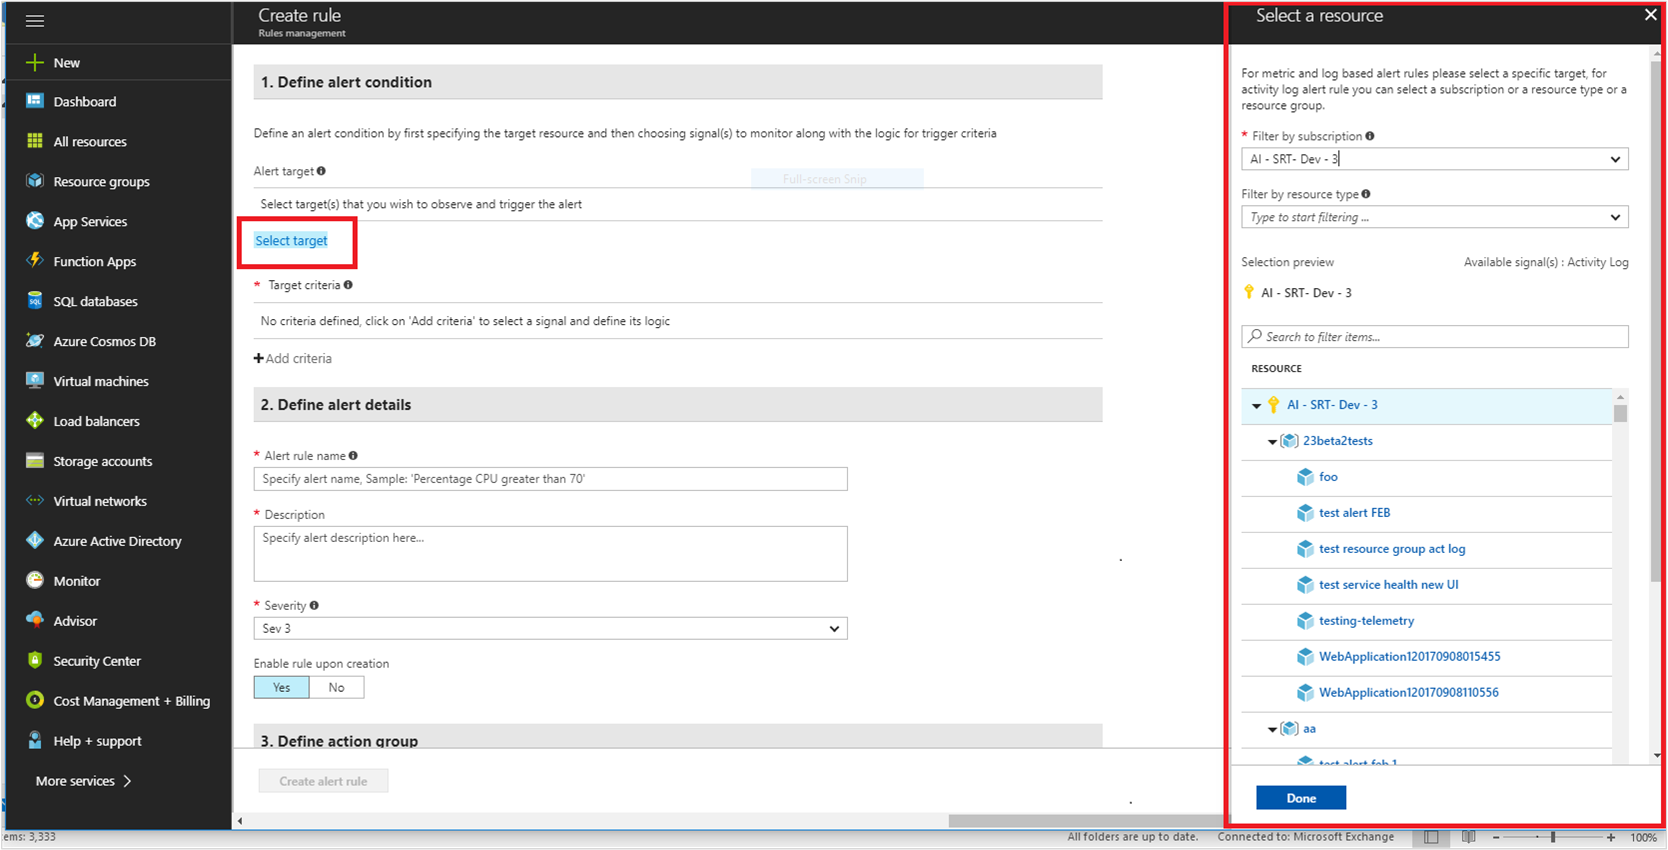 Create rule
Rules management
New
Dashboard
All resources
Resource groups
App Services
Function Apps
SQL databases
Azure Cosmos DB
Virtual machines
Load balancers
Storage accounts
Virtual networks
Azure Active Directory
Monitor
Advisor
Security Center
Cost Management + Billing
Help + support
More services
1. Define alert condition
Define an alert condition by first specifying the target resource and then choosing signal(s) to monitor along with the logic for trigger criteria
Alert target
Full-screen Snip
Select target(s) that you wish to observe and trigger the alert
Select target
* Target criteria
No criteria defined, click on 'Add criteria' to select a signal and define its logic
+Add criteria
2. Define alert details
* Alert rule name
Specify alert name, Sample: 'Percentage CPU greater than 70'
* Description
Specify alert description here...
* Severity
Sev 3
Enable rule upon creation
Yes No
3. Define action group
Create alert rule
Select a resource
For metric and log based alert rules please select a specific target, for
activity log alert rule you can select a subscription or a resource type or a
resource group.
* Filter by subscription
AI - SRT- Dev - 3
Filter by resource type
Type to start filtering ...
Selection preview Available signal(s) : Activity Log
AI - SRT- Dev - 3
Search to filter items...
RESOURCE
AI - SRT- Dev - 3
23beta2tests
foo
test alert FEB
test resource group act log
test service health new UI
testing-telemetry
WebApplication120170908015455
WebApplication120170908110556
aa
test alert feb 1
Done
ems: 3,333 All folders are up to date. Connected to: Microsoft Exchange 100%